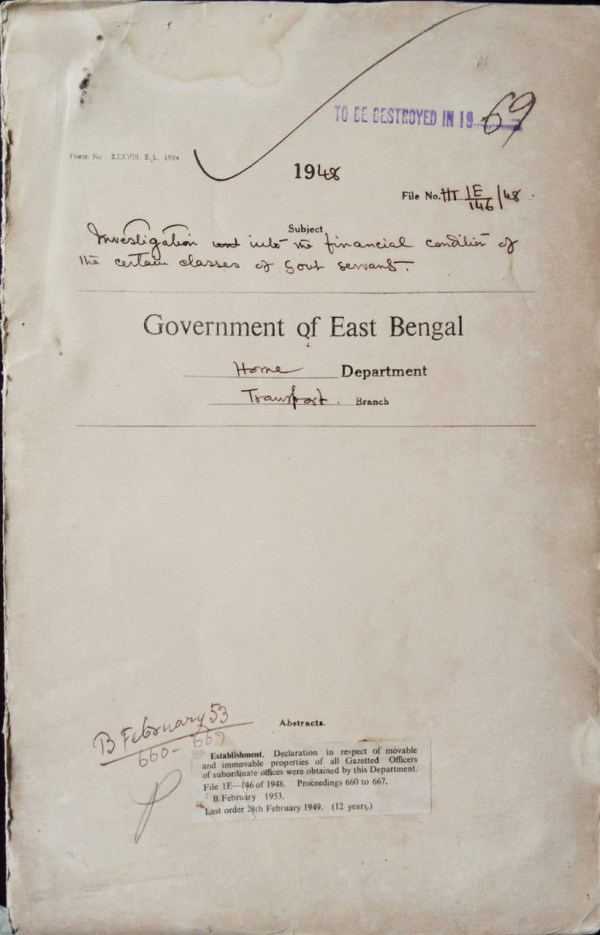 TO BE DESTROYED IN 19 69
Form No. XXXVIII. E.L. 1924
1948
File No. HT 1E/146/48.
Subject
Investigation into the financial condition of
the certain classes of Govt servant.
Government of East Bengal
Home Department
Transport. Branch
B February 53
660-669
Abstracts.
Establishment. Declaration in respect of movable
and immovable properties of all Gazetted Officers
of subordinate offices were obtained by this Department.
File 1E—146 of 1948. Proceedings 660 to 667.
B. February 1953.
Last order 28th February 1949. (12 years.)